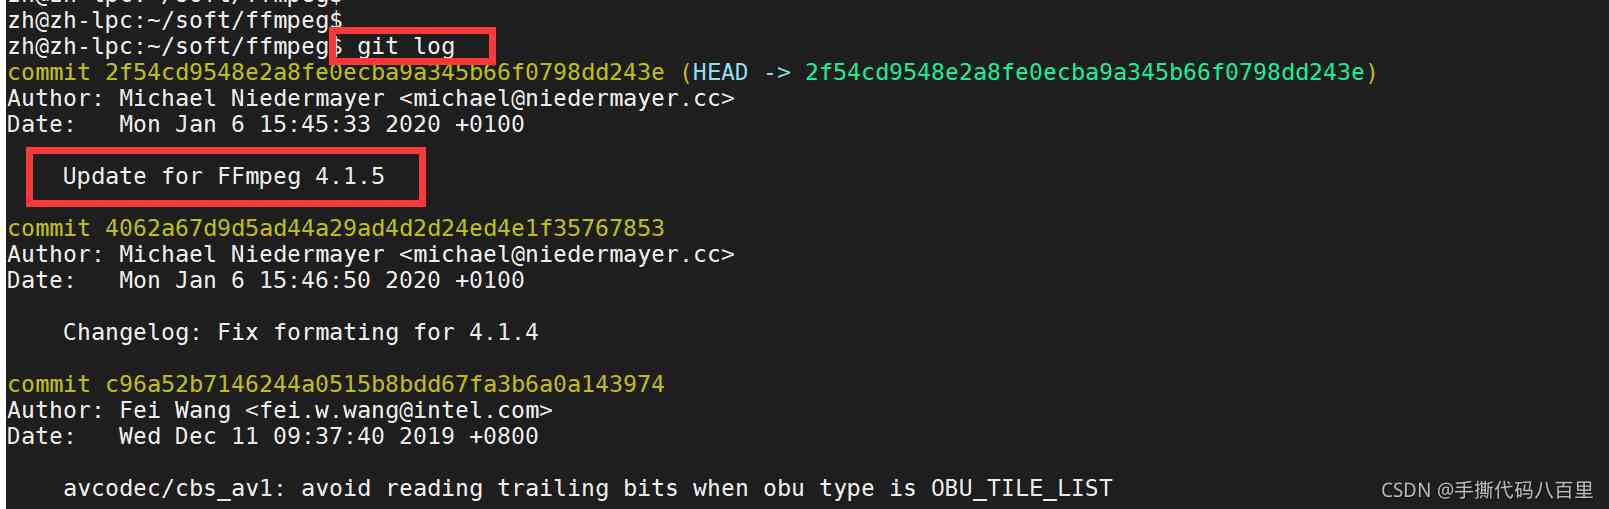 zh@zh-lpc:~/soft/ffmpeg$
zh@zh-lpc:~/soft/ffmpeg$
zh@zh-lpc:~/soft/ffmpeg$ git log
commit 2f54cd9548e2a8fe0ecba9a345b66f0798dd243e (HEAD -> 2f54cd9548e2a8fe0ecba9a345b66f0798dd243e)
Author: Michael Niedermayer <michael@niedermayer.cc>
Date:   Mon Jan 6 15:45:33 2020 +0100
    Update for FFmpeg 4.1.5
commit 4062a67d9d5ad44a29ad4d2d24ed4e1f35767853
Author: Michael Niedermayer <michael@niedermayer.cc>
Date:   Mon Jan 6 15:46:50 2020 +0100
    Changelog: Fix formating for 4.1.4
commit c96a52b7146244a0515b8bdd67fa3b6a0a143974
Author: Fei Wang <fei.w.wang@intel.com>
Date:   Wed Dec 11 09:37:40 2019 +0800
    avcodec/cbs_av1: avoid reading trailing bits when obu type is OBU_TILE_LIST
CSDN @手撕代码八百里